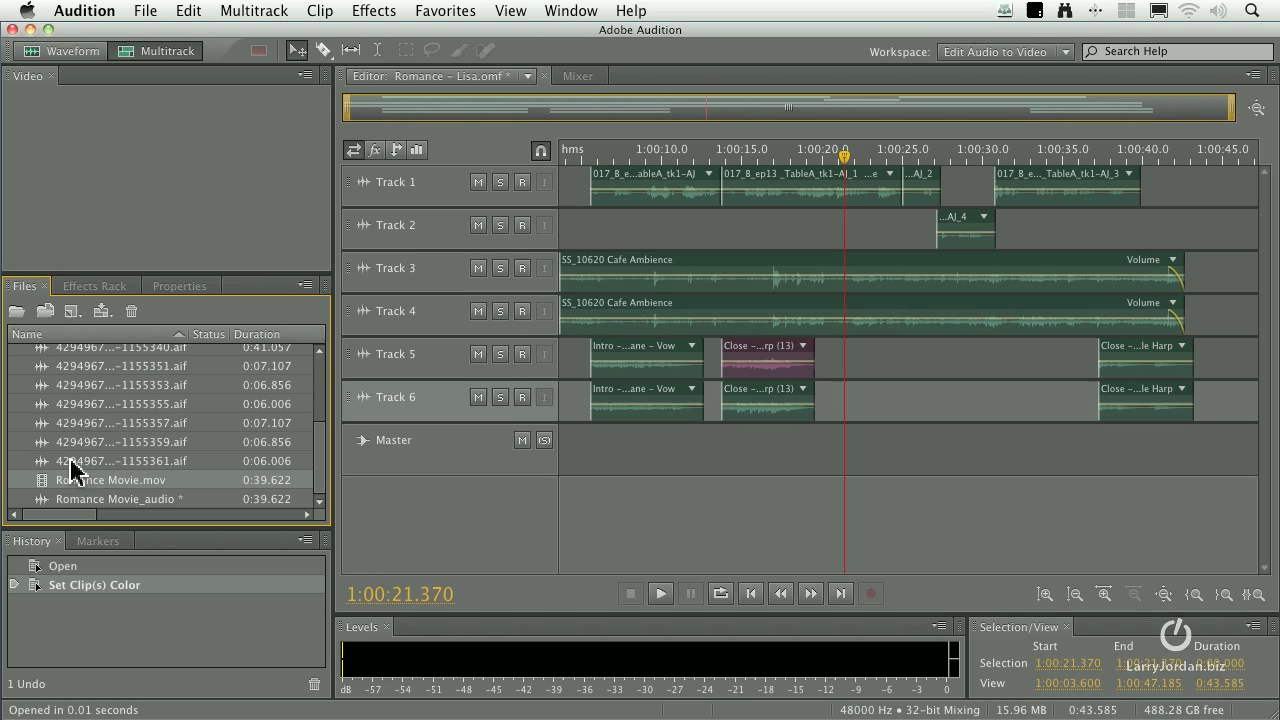 Audition File Edit Multitrack Clip Effects Favorites View Window Help
Adobe Audition
Waveform Multitrack Workspace: Edit Audio to Video Search Help
Video
Editor: Romance - Lisa.omf * Mixer
hms 1:00:10.0 1:00:15.0 1:00:20.0 1:00:25.0 1:00:30.0 1:00:35.0 1:00:40.0 1:00:45.0
Track 1 M S R I 017_B_e...ableA_tk1-AJ 017_B_ep13 _TableA_tk1-AJ_1 ...e ...AJ_2 017_B_e..._TableA_tk1-AJ_3
Track 2 M S R I ...AJ_4
Track 3 M S R I SS_10620 Cafe Ambience Volume
Track 4 M S R I SS_10620 Cafe Ambience Volume
Track 5 M S R I Intro -...ane - Vow Close -...rp (13) Close -...le Harp
Track 6 M S R I Intro -...ane - Vow Close -...rp (13) Close -...le Harp
Master M (S)
Files Effects Rack Properties
Name Status Duration
4294967...-1155340.aif 0:41.057
4294967...-1155351.aif 0:07.107
4294967...-1155353.aif 0:06.856
4294967...-1155355.aif 0:06.006
4294967...-1155357.aif 0:07.107
4294967...-1155359.aif 0:06.856
4294967...-1155361.aif 0:06.006
Romance Movie.mov 0:39.622
Romance Movie_audio * 0:39.622
History Markers
Open
Set Clip(s) Color
1 Undo
1:00:21.370
Levels
dB -57 -54 -51 -48 -45 -42 -39 -36 -33 -30 -27 -24 -21 -18 -15 -12 -9 -6 -3 0
Selection/View
Start End Duration
Selection 1:00:21.370 1:00:21.370 0:00.000
View 1:00:03.600 1:00:47.185 0:43.585
LarryJordan.biz
Opened in 0.01 seconds 48000 Hz • 32-bit Mixing 15.96 MB 0:43.585 488.28 GB free